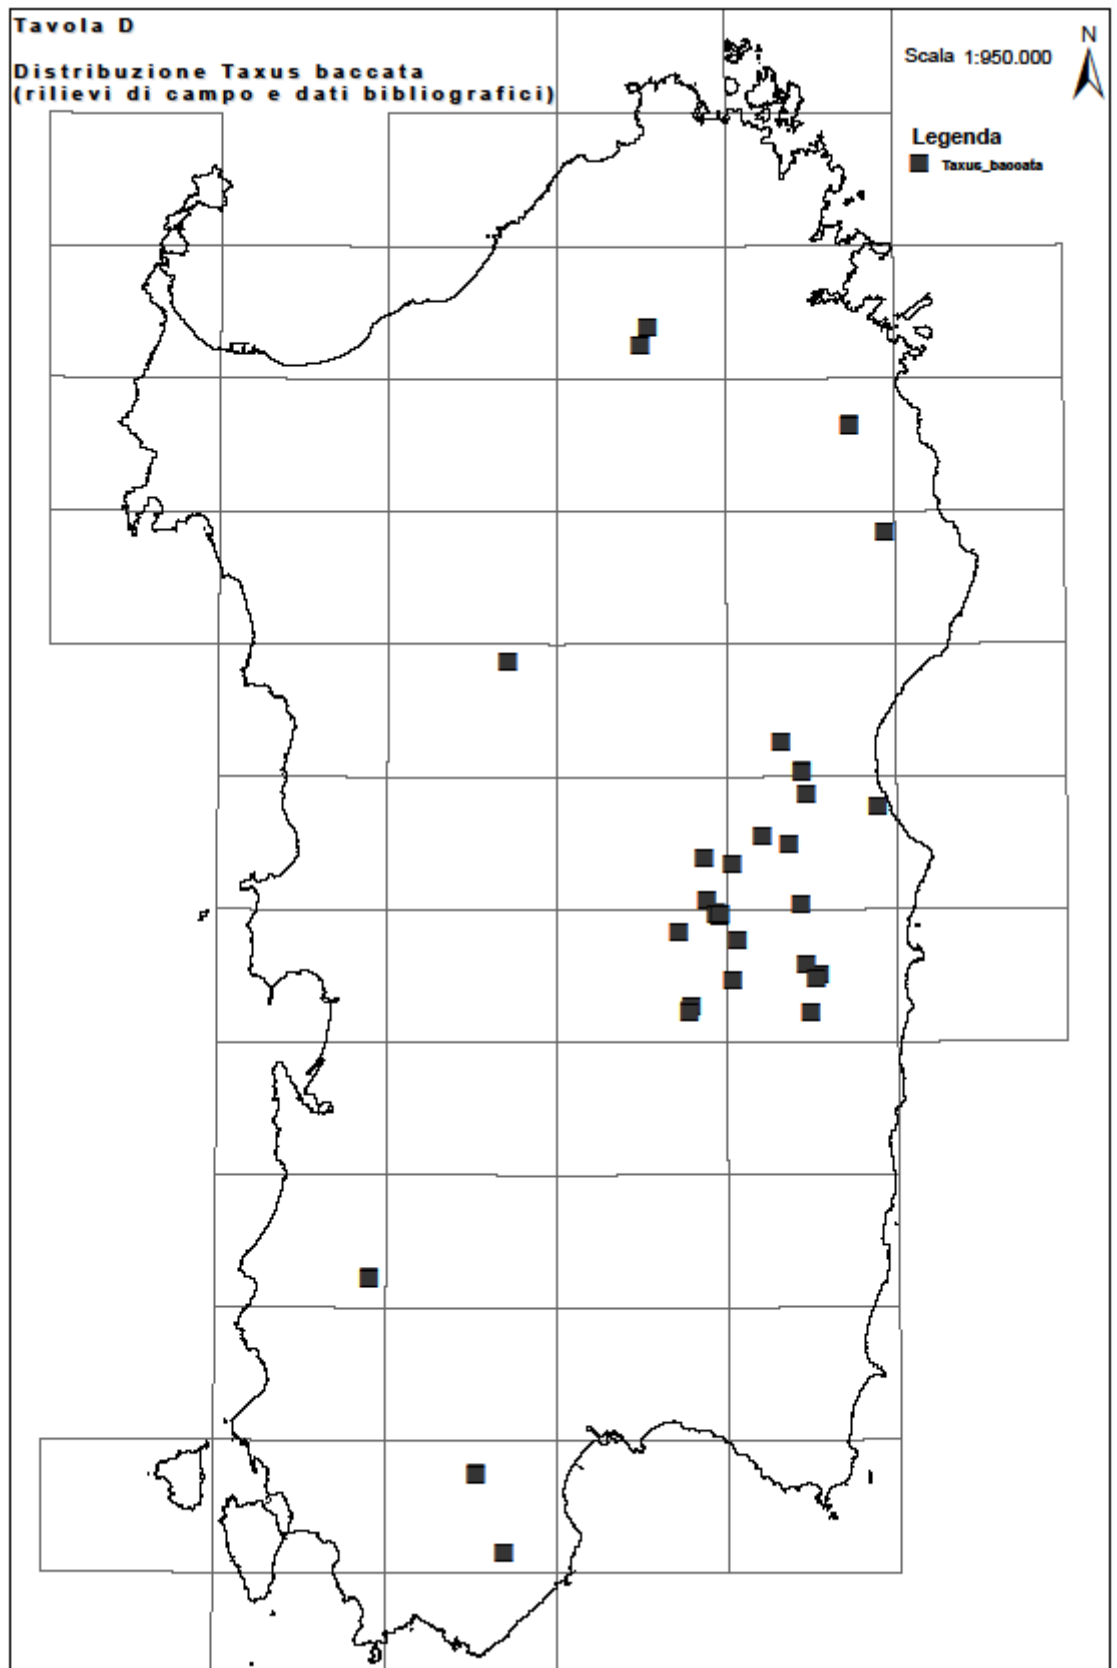 Tavola D
Distribuzione Taxus baccata
(rilievi di campo e dati bibliografici)
Scala 1:950.000
N
Legenda
Taxus_baccata